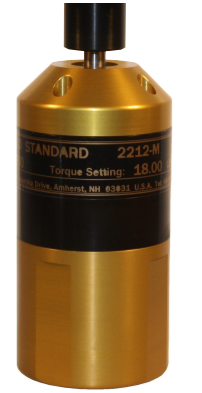 STANDARD 2212-M
Torque Setting: 18.00
Drive, Amherst, NH 03031 U.S.A.